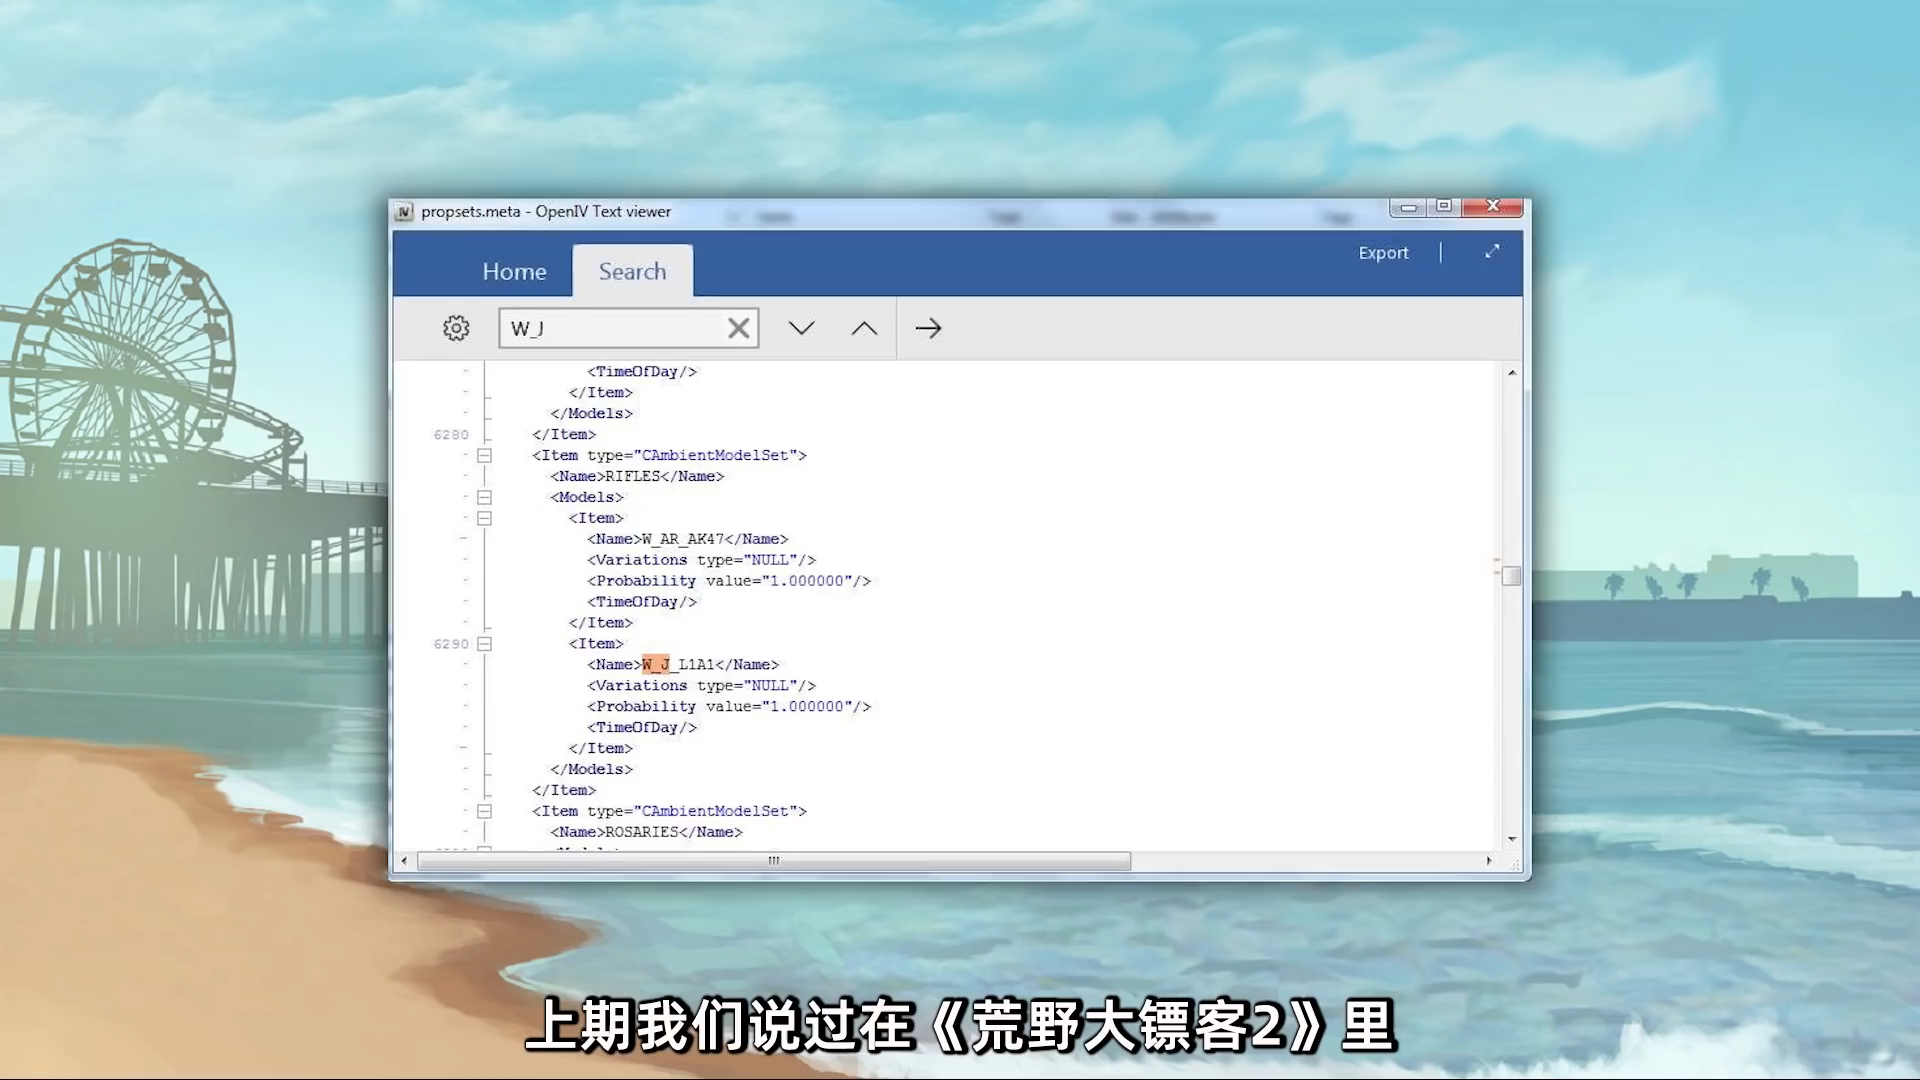 propsets.meta - OpenIV Text viewer
Home
Search
Export
W_J
<TimeOfDay/>
</Item>
</Models>
6280 </Item>
<Item type="CAmbientModelSet">
<Name>RIFLES</Name>
<Models>
<Item>
<Name>W_AR_AK47</Name>
<Variations type="NULL"/>
<Probability value="1.000000"/>
<TimeOfDay/>
</Item>
6290 <Item>
<Name>W_J_L1A1</Name>
<Variations type="NULL"/>
<Probability value="1.000000"/>
<TimeOfDay/>
</Item>
</Models>
</Item>
<Item type="CAmbientModelSet">
<Name>ROSARIES</Name>
上期我们说过在《荒野大镖客2》里